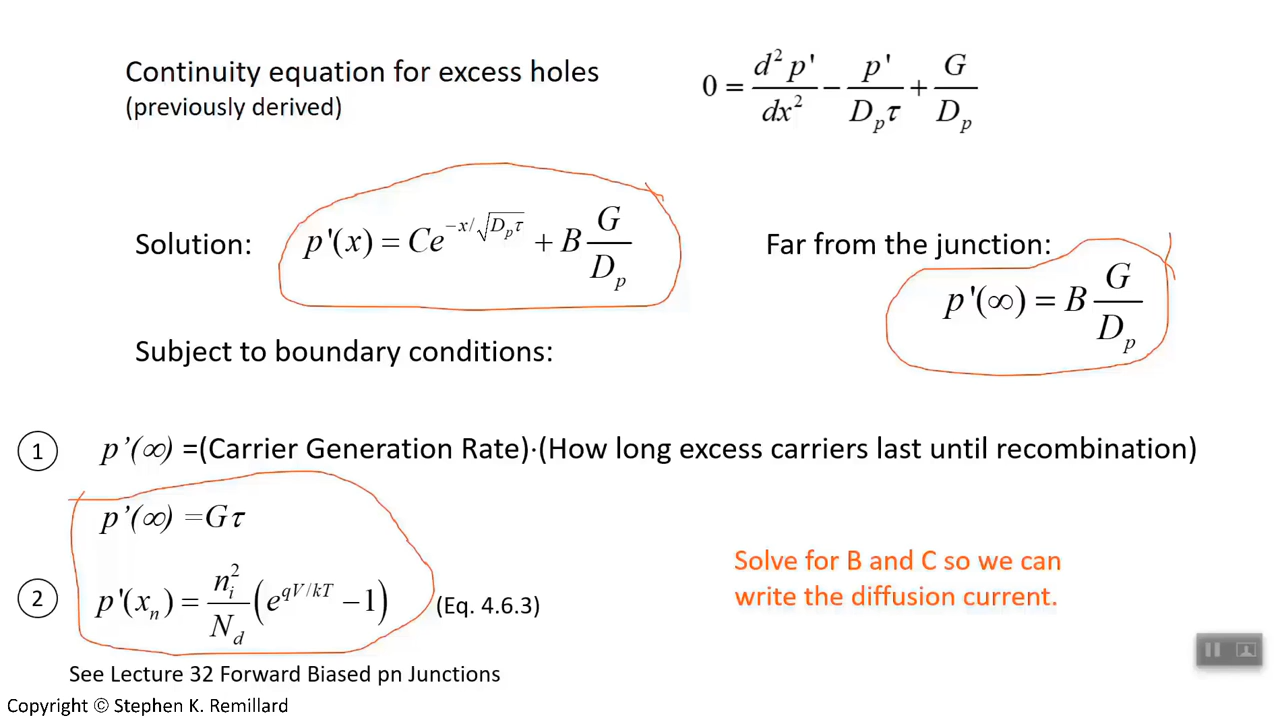 Continuity equation for excess holes
(previously derived)
0 = d²p'/dx² − p'/D_pτ + G/D_p
Solution: p'(x) = Ce^(−x/√(D_pτ)) + B G/D_p
Far from the junction:
p'(∞) = B G/D_p
Subject to boundary conditions:
1 p’(∞) =(Carrier Generation Rate)·(How long excess carriers last until recombination)
p’(∞) =Gτ
2 p'(x_n) = n_i²/N_d (e^(qV/kT) − 1) (Eq. 4.6.3)
Solve for B and C so we can
write the diffusion current.
See Lecture 32 Forward Biased pn Junctions
Copyright © Stephen K. Remillard